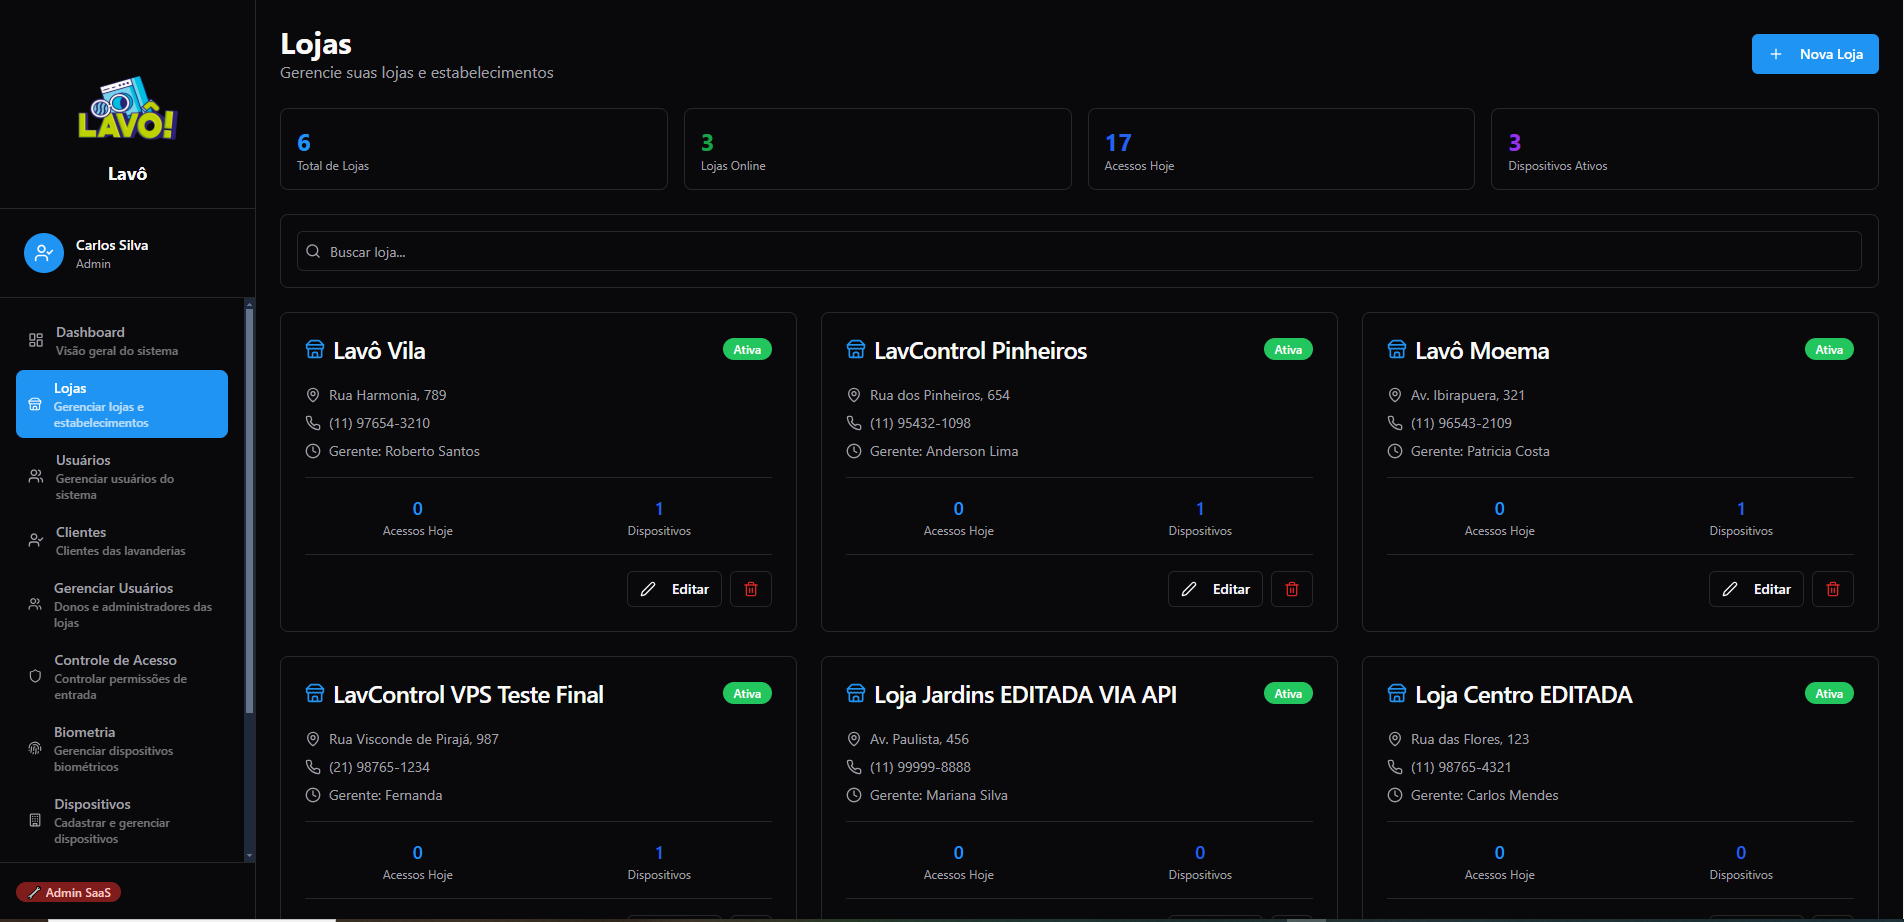 LAVÔ!
Lavô
Carlos Silva
Admin
Dashboard
Visão geral do sistema
Lojas
Gerenciar lojas e
estabelecimentos
Usuários
Gerenciar usuários do
sistema
Clientes
Clientes das lavanderias
Gerenciar Usuários
Donos e administradores das
lojas
Controle de Acesso
Controlar permissões de
entrada
Biometria
Gerenciar dispositivos
biométricos
Dispositivos
Cadastrar e gerenciar
dispositivos
Admin SaaS
Lojas
Gerencie suas lojas e estabelecimentos
+ Nova Loja
6
Total de Lojas
3
Lojas Online
17
Acessos Hoje
3
Dispositivos Ativos
Buscar loja...
Lavô Vila
Ativa
Rua Harmonia, 789
(11) 97654-3210
Gerente: Roberto Santos
0
Acessos Hoje
1
Dispositivos
Editar
LavControl Pinheiros
Ativa
Rua dos Pinheiros, 654
(11) 95432-1098
Gerente: Anderson Lima
0
Acessos Hoje
1
Dispositivos
Editar
Lavô Moema
Ativa
Av. Ibirapuera, 321
(11) 96543-2109
Gerente: Patricia Costa
0
Acessos Hoje
1
Dispositivos
Editar
LavControl VPS Teste Final
Ativa
Rua Visconde de Pirajá, 987
(21) 98765-1234
Gerente: Fernanda
0
Acessos Hoje
1
Dispositivos
Loja Jardins EDITADA VIA API
Ativa
Av. Paulista, 456
(11) 99999-8888
Gerente: Mariana Silva
0
Acessos Hoje
0
Dispositivos
Loja Centro EDITADA
Ativa
Rua das Flores, 123
(11) 98765-4321
Gerente: Carlos Mendes
0
Acessos Hoje
0
Dispositivos